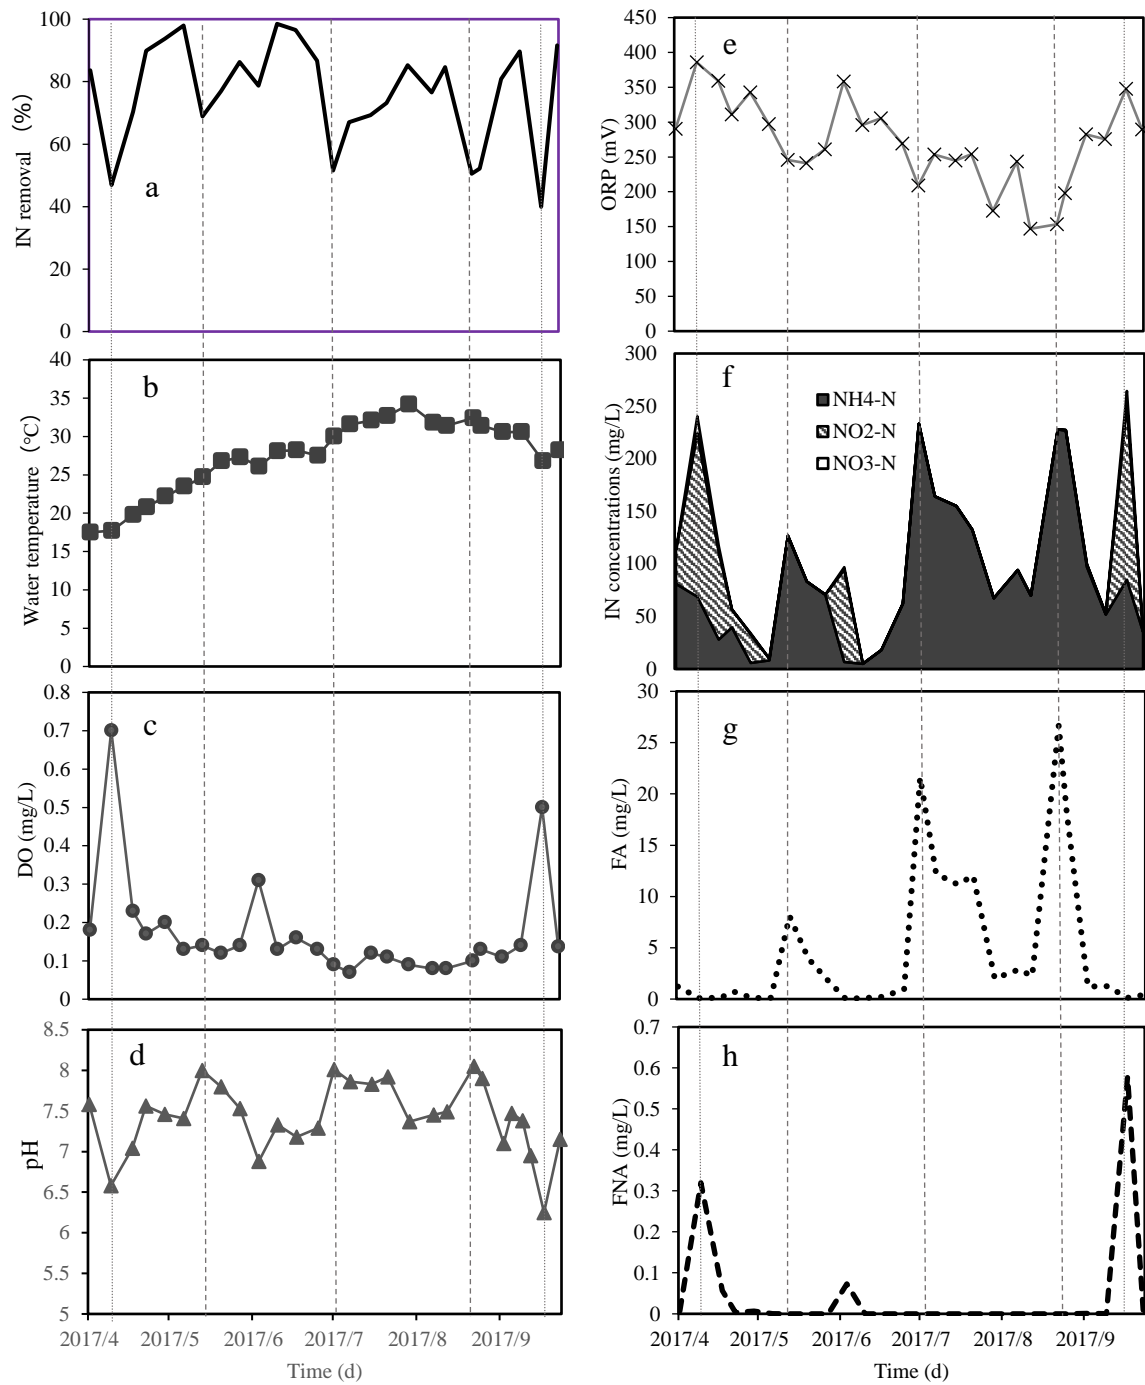 100
80
60
40
20
0
IN removal (%)
a
40
35
30
25
20
15
10
5
0
Water temperature (℃)
b
0.8
0.7
0.6
0.5
0.4
0.3
0.2
0.1
0
DO (mg/L)
c
8.5
8
7.5
7
6.5
6
5.5
5
pH
d
2017/4 2017/5 2017/6 2017/7 2017/8 2017/9
Time (d)
450
400
350
300
250
200
150
100
50
0
ORP (mV)
e
300
250
200
150
100
50
0
IN concentrations (mg/L)
f
NH4-N
NO2-N
NO3-N
30
25
20
15
10
5
0
FA (mg/L)
g
0.7
0.6
0.5
0.4
0.3
0.2
0.1
0
FNA (mg/L)
h
2017/4 2017/5 2017/6 2017/7 2017/8 2017/9
Time (d)